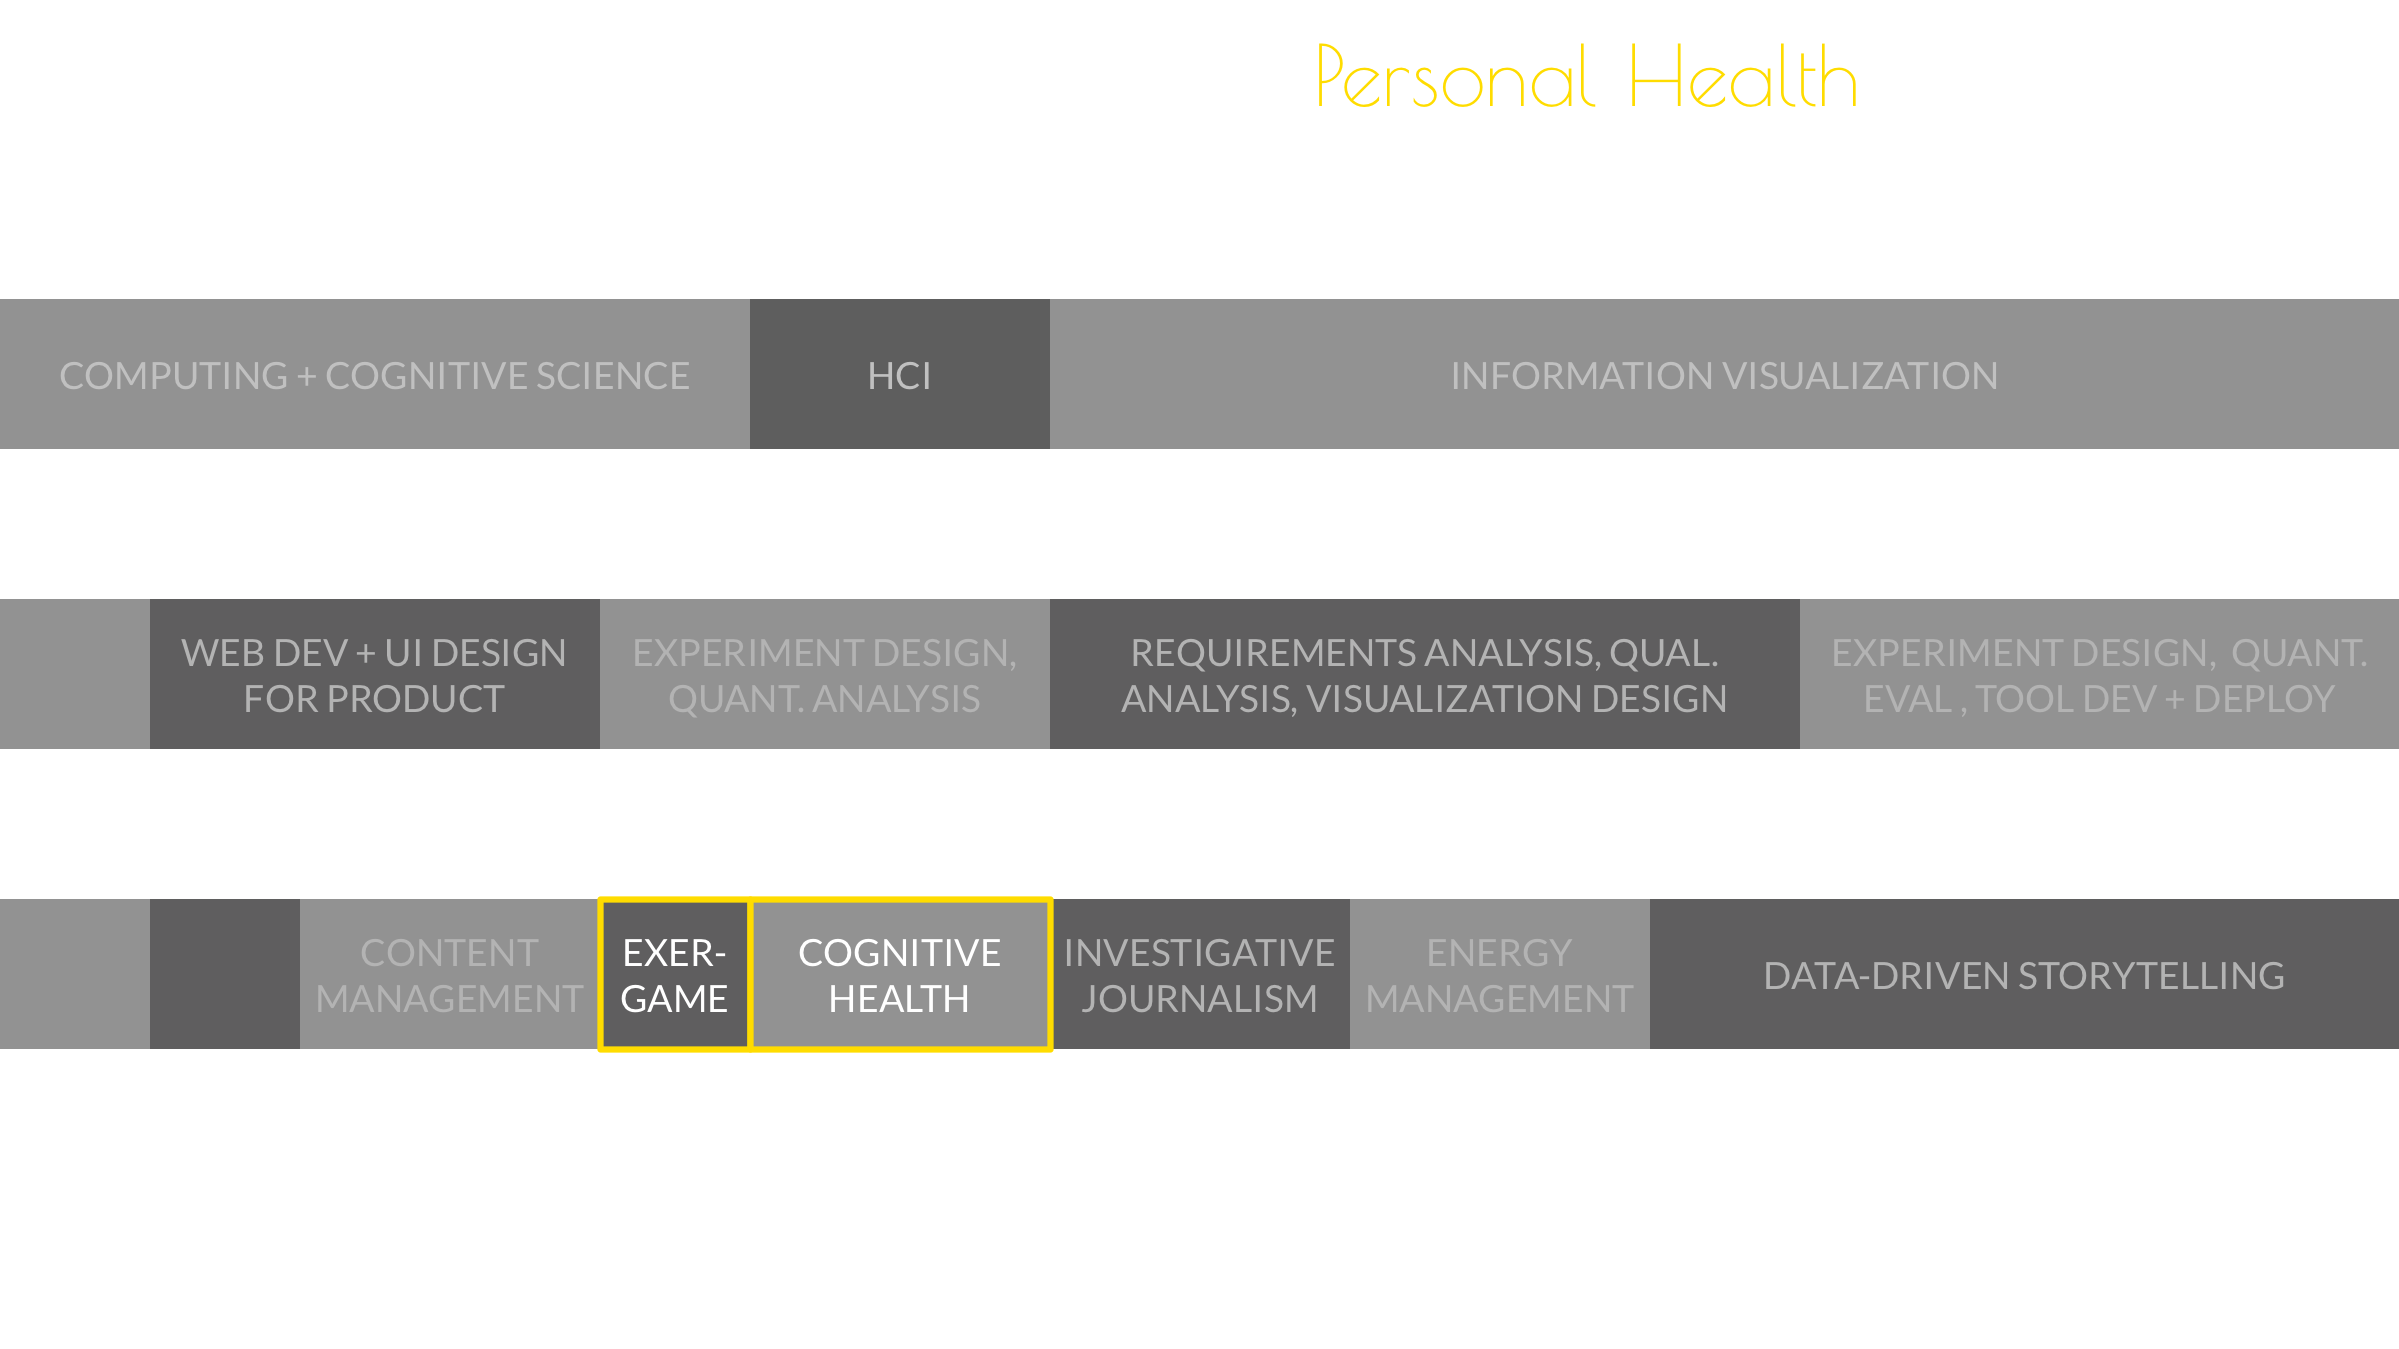 Personal Health
COMPUTING + COGNITIVE SCIENCE
HCI
INFORMATION VISUALIZATION
WEB DEV + UI DESIGN
FOR PRODUCT
EXPERIMENT DESIGN,
QUANT. ANALYSIS
REQUIREMENTS ANALYSIS, QUAL.
ANALYSIS, VISUALIZATION DESIGN
EXPERIMENT DESIGN, QUANT.
EVAL , TOOL DEV + DEPLOY
CONTENT
MANAGEMENT
EXER-
GAME
COGNITIVE
HEALTH
INVESTIGATIVE
JOURNALISM
ENERGY
MANAGEMENT
DATA-DRIVEN STORYTELLING